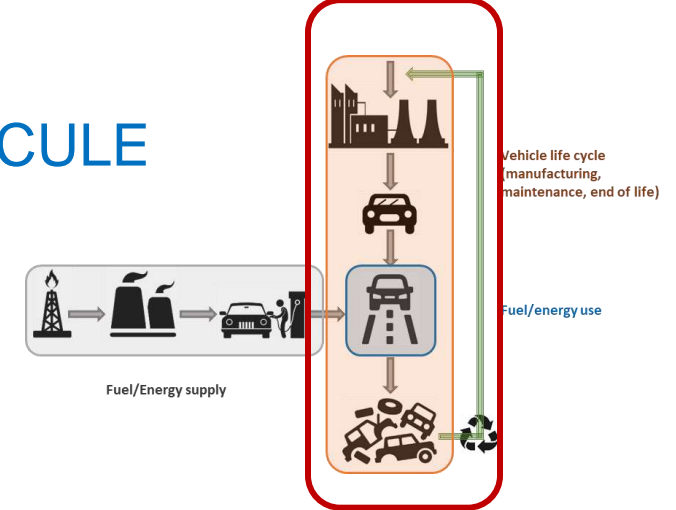 CULE
Vehicle life cycle
(manufacturing,
maintenance, end of life)
Fuel/energy use
Fuel/Energy supply